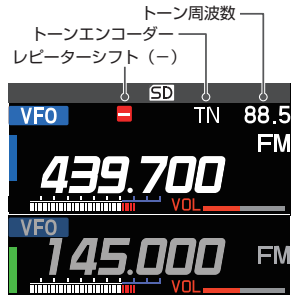 トーン周波数
トーンエンコーダー
レピーターシフト（－）
SD
VFO － TN 88.5
FM
439.700
VOL
VFO
145.000 FM
VOL